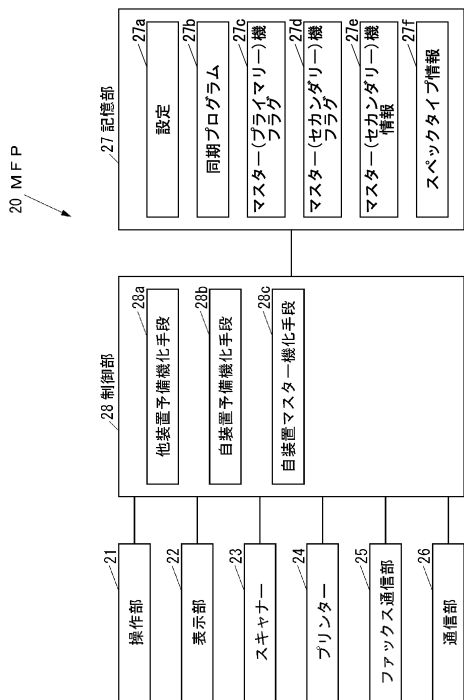 20 MFP
21
操作部
22
表示部
23
スキャナー
24
プリンター
25
ファックス通信部
26
通信部
28 制御部
28a
他装置予備機化手段
28b
自装置予備機化手段
28c
自装置マスター機化手段
27 記憶部
27a
設定
27b
同期プログラム
27c
マスター(プライマリー)機
フラグ
27d
マスター(セカンダリー)機
フラグ
27e
マスター(セカンダリー)機
情報
27f
スペックタイプ情報